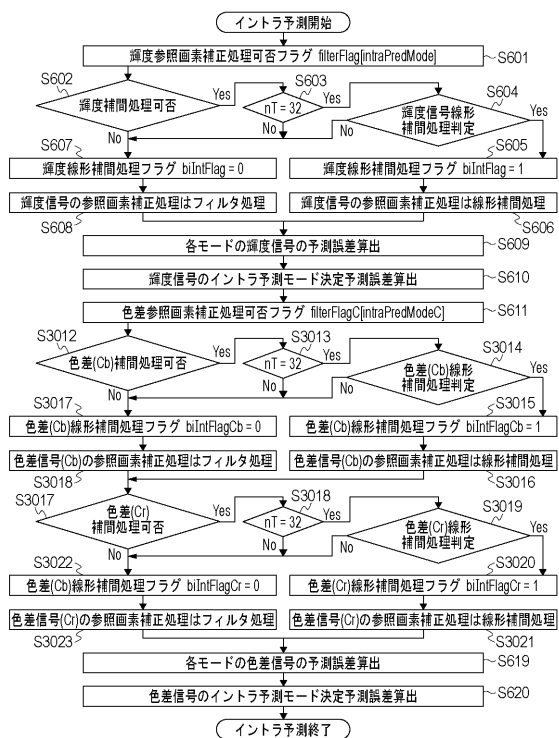 イントラ予測開始
輝度参照画素補正処理可否フラグ filterFlag[intraPredMode]
S601
S602
輝度補間処理可否
Yes
No
S603
nT = 32
Yes
No
S604
輝度信号線形
補間処理判定
No
Yes
S607
輝度線形補間処理フラグ biIntFlag = 0
S605
輝度線形補間処理フラグ biIntFlag = 1
輝度信号の参照画素補正処理はフィルタ処理
S608
輝度信号の参照画素補正処理は線形補間処理
S606
各モードの輝度信号の予測誤差算出
S609
輝度信号のイントラ予測モード決定予測誤差算出
S610
色差参照画素補正処理可否フラグ filterFlagC[intraPredModeC]
S611
S3012
色差(Cb)補間処理可否
Yes
No
S3013
nT = 32
Yes
No
S3014
色差(Cb)線形
補間処理判定
No
Yes
S3017
色差(Cb)線形補間処理フラグ biIntFlagCb = 0
S3015
色差(Cb)線形補間処理フラグ biIntFlagCb = 1
色差信号(Cb)の参照画素補正処理はフィルタ処理
S3018
色差信号(Cb)の参照画素補正処理は線形補間処理
S3016
S3017
色差(Cr)
補間処理可否
Yes
No
S3018
nT = 32
Yes
No
S3019
色差(Cr)線形
補間処理判定
No
Yes
S3022
色差(Cb)線形補間処理フラグ biIntFlagCr = 0
S3020
色差(Cr)線形補間処理フラグ biIntFlagCr = 1
色差信号(Cr)の参照画素補正処理はフィルタ処理
S3023
色差信号(Cr)の参照画素補正処理は線形補間処理
S3021
各モードの色差信号の予測誤差算出
S619
色差信号のイントラ予測モード決定予測誤差算出
S620
イントラ予測終了